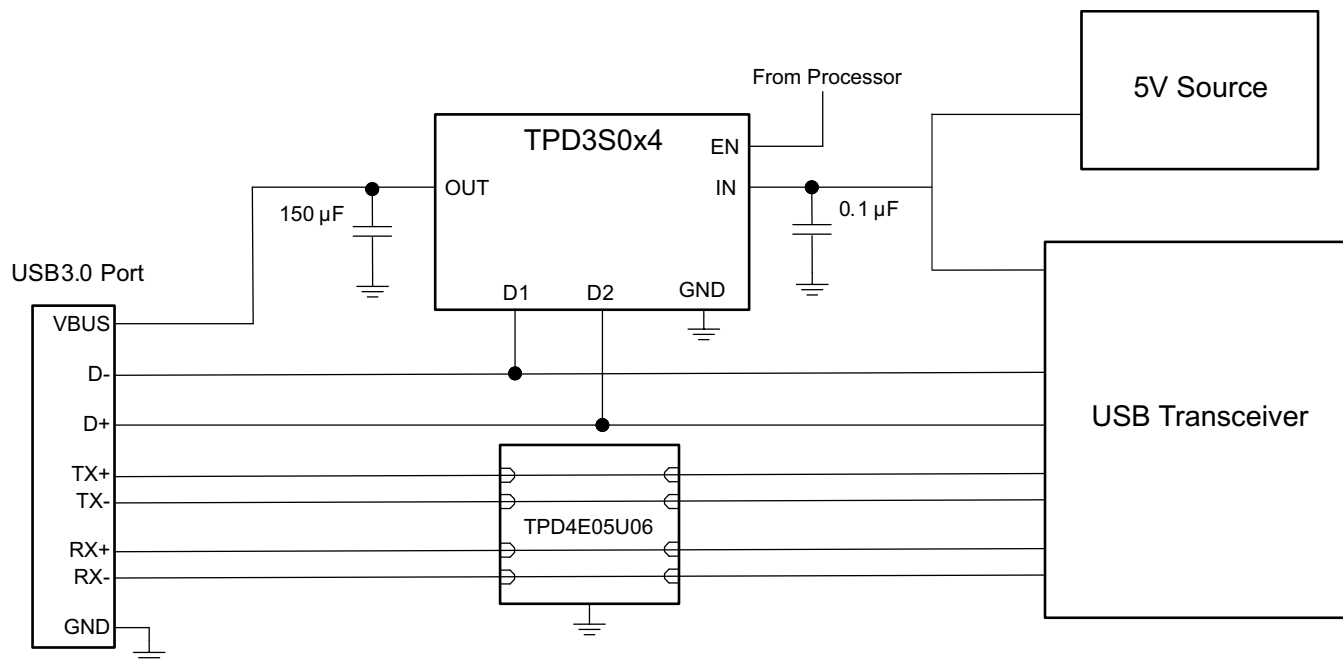 5V Source
From Processor
TPD3S0x4
EN
OUT
IN
150 µF
0.1 µF
USB3.0 Port
D1
D2
GND
VBUS
D-
D+
USB Transceiver
TX+
TX-
TPD4E05U06
RX+
RX-
GND